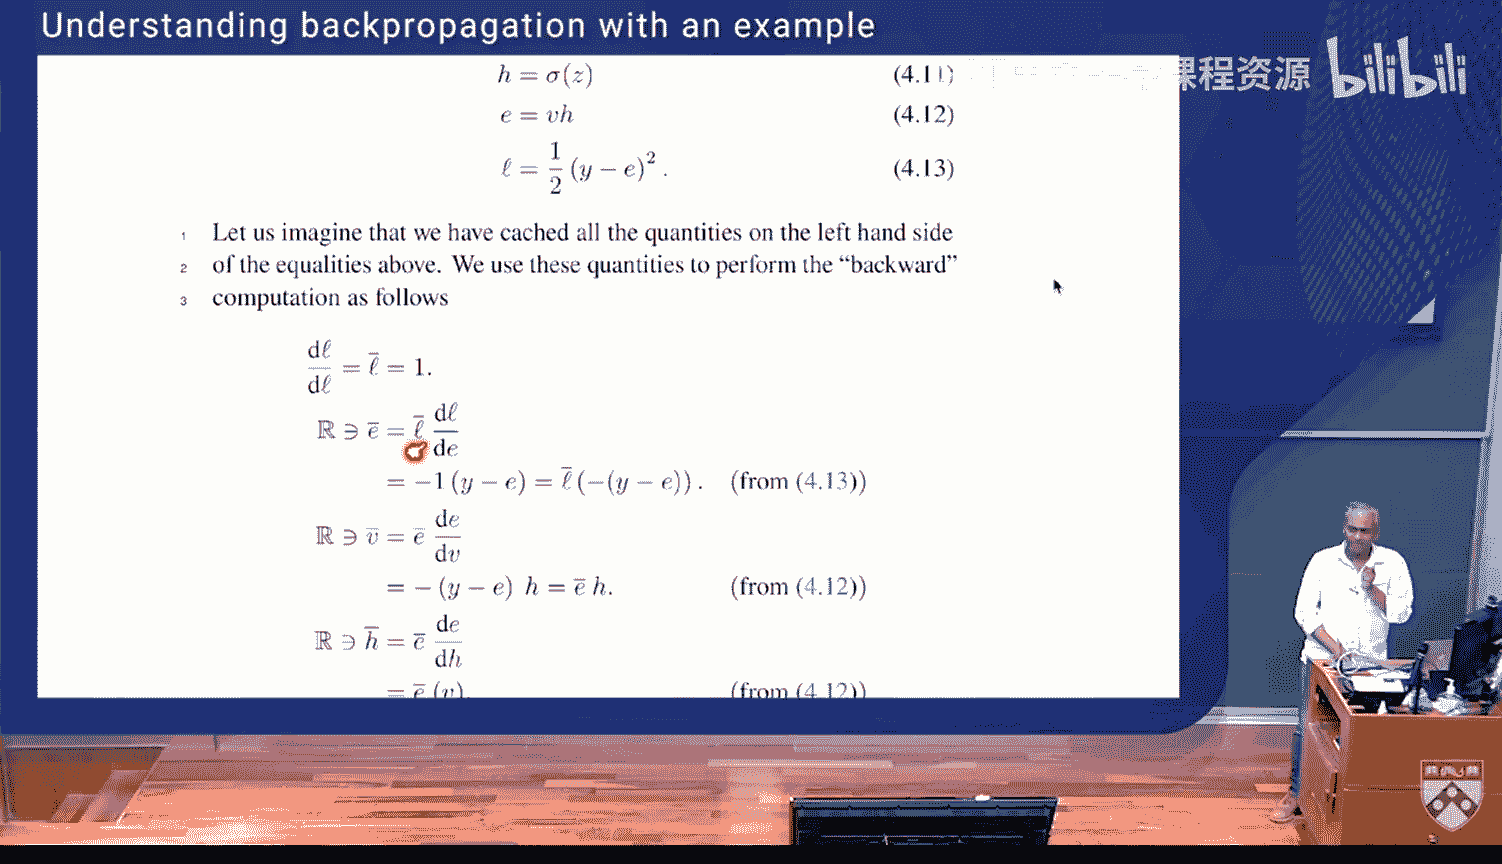 Understanding backpropagation with an example
课程资源 bilibili
h = σ(z) (4.11)
e = vh (4.12)
ℓ = 1/2 (y − e)². (4.13)
1 Let us imagine that we have cached all the quantities on the left hand side
2 of the equalities above. We use these quantities to perform the “backward”
3 computation as follows
dℓ/dℓ = ℓ̄ = 1.
ℝ ∋ ē = ℓ̄ dℓ/de
= −1 (y − e) = ℓ̄ (−(y − e)). (from (4.13))
ℝ ∋ v̄ = ē de/dv
= − (y − e) h = ē h. (from (4.12))
ℝ ∋ h̄ = ē de/dh
= ē (v). (from (4.12))